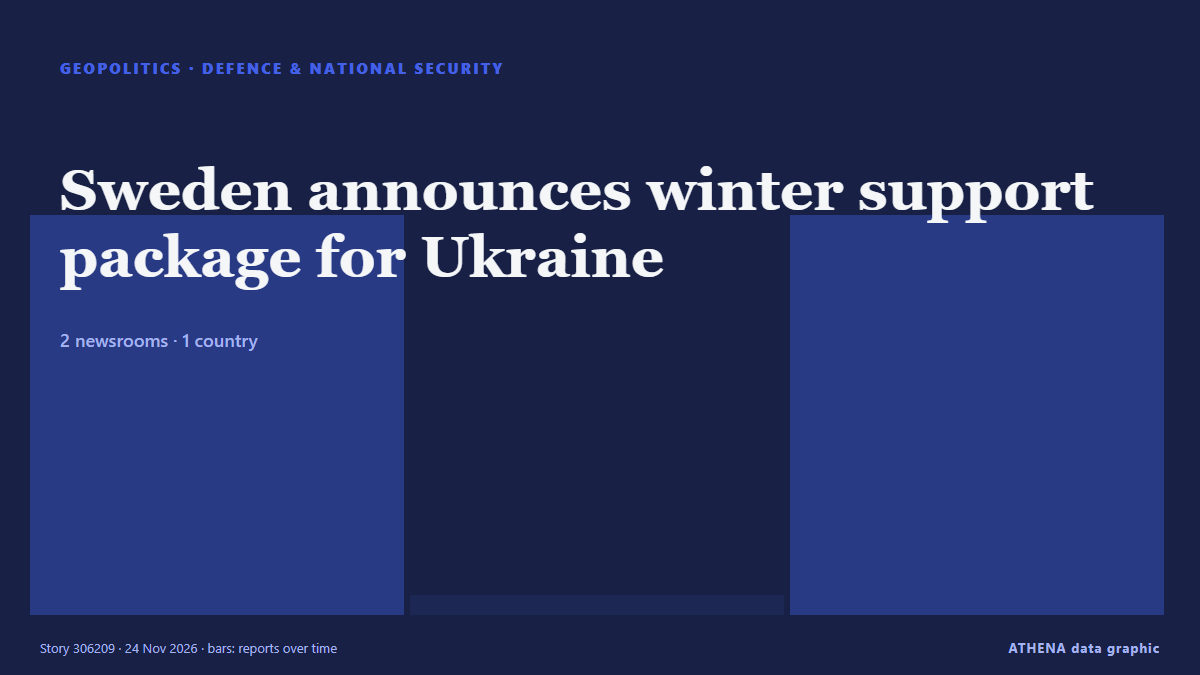 GEOPOLITICS · DEFENCE & NATIONAL SECURITY
Sweden announces winter support
package for Ukraine
2 newsrooms · 1 country
Story 306209 · 24 Nov 2026 · bars: reports over time
ATHENA data graphic